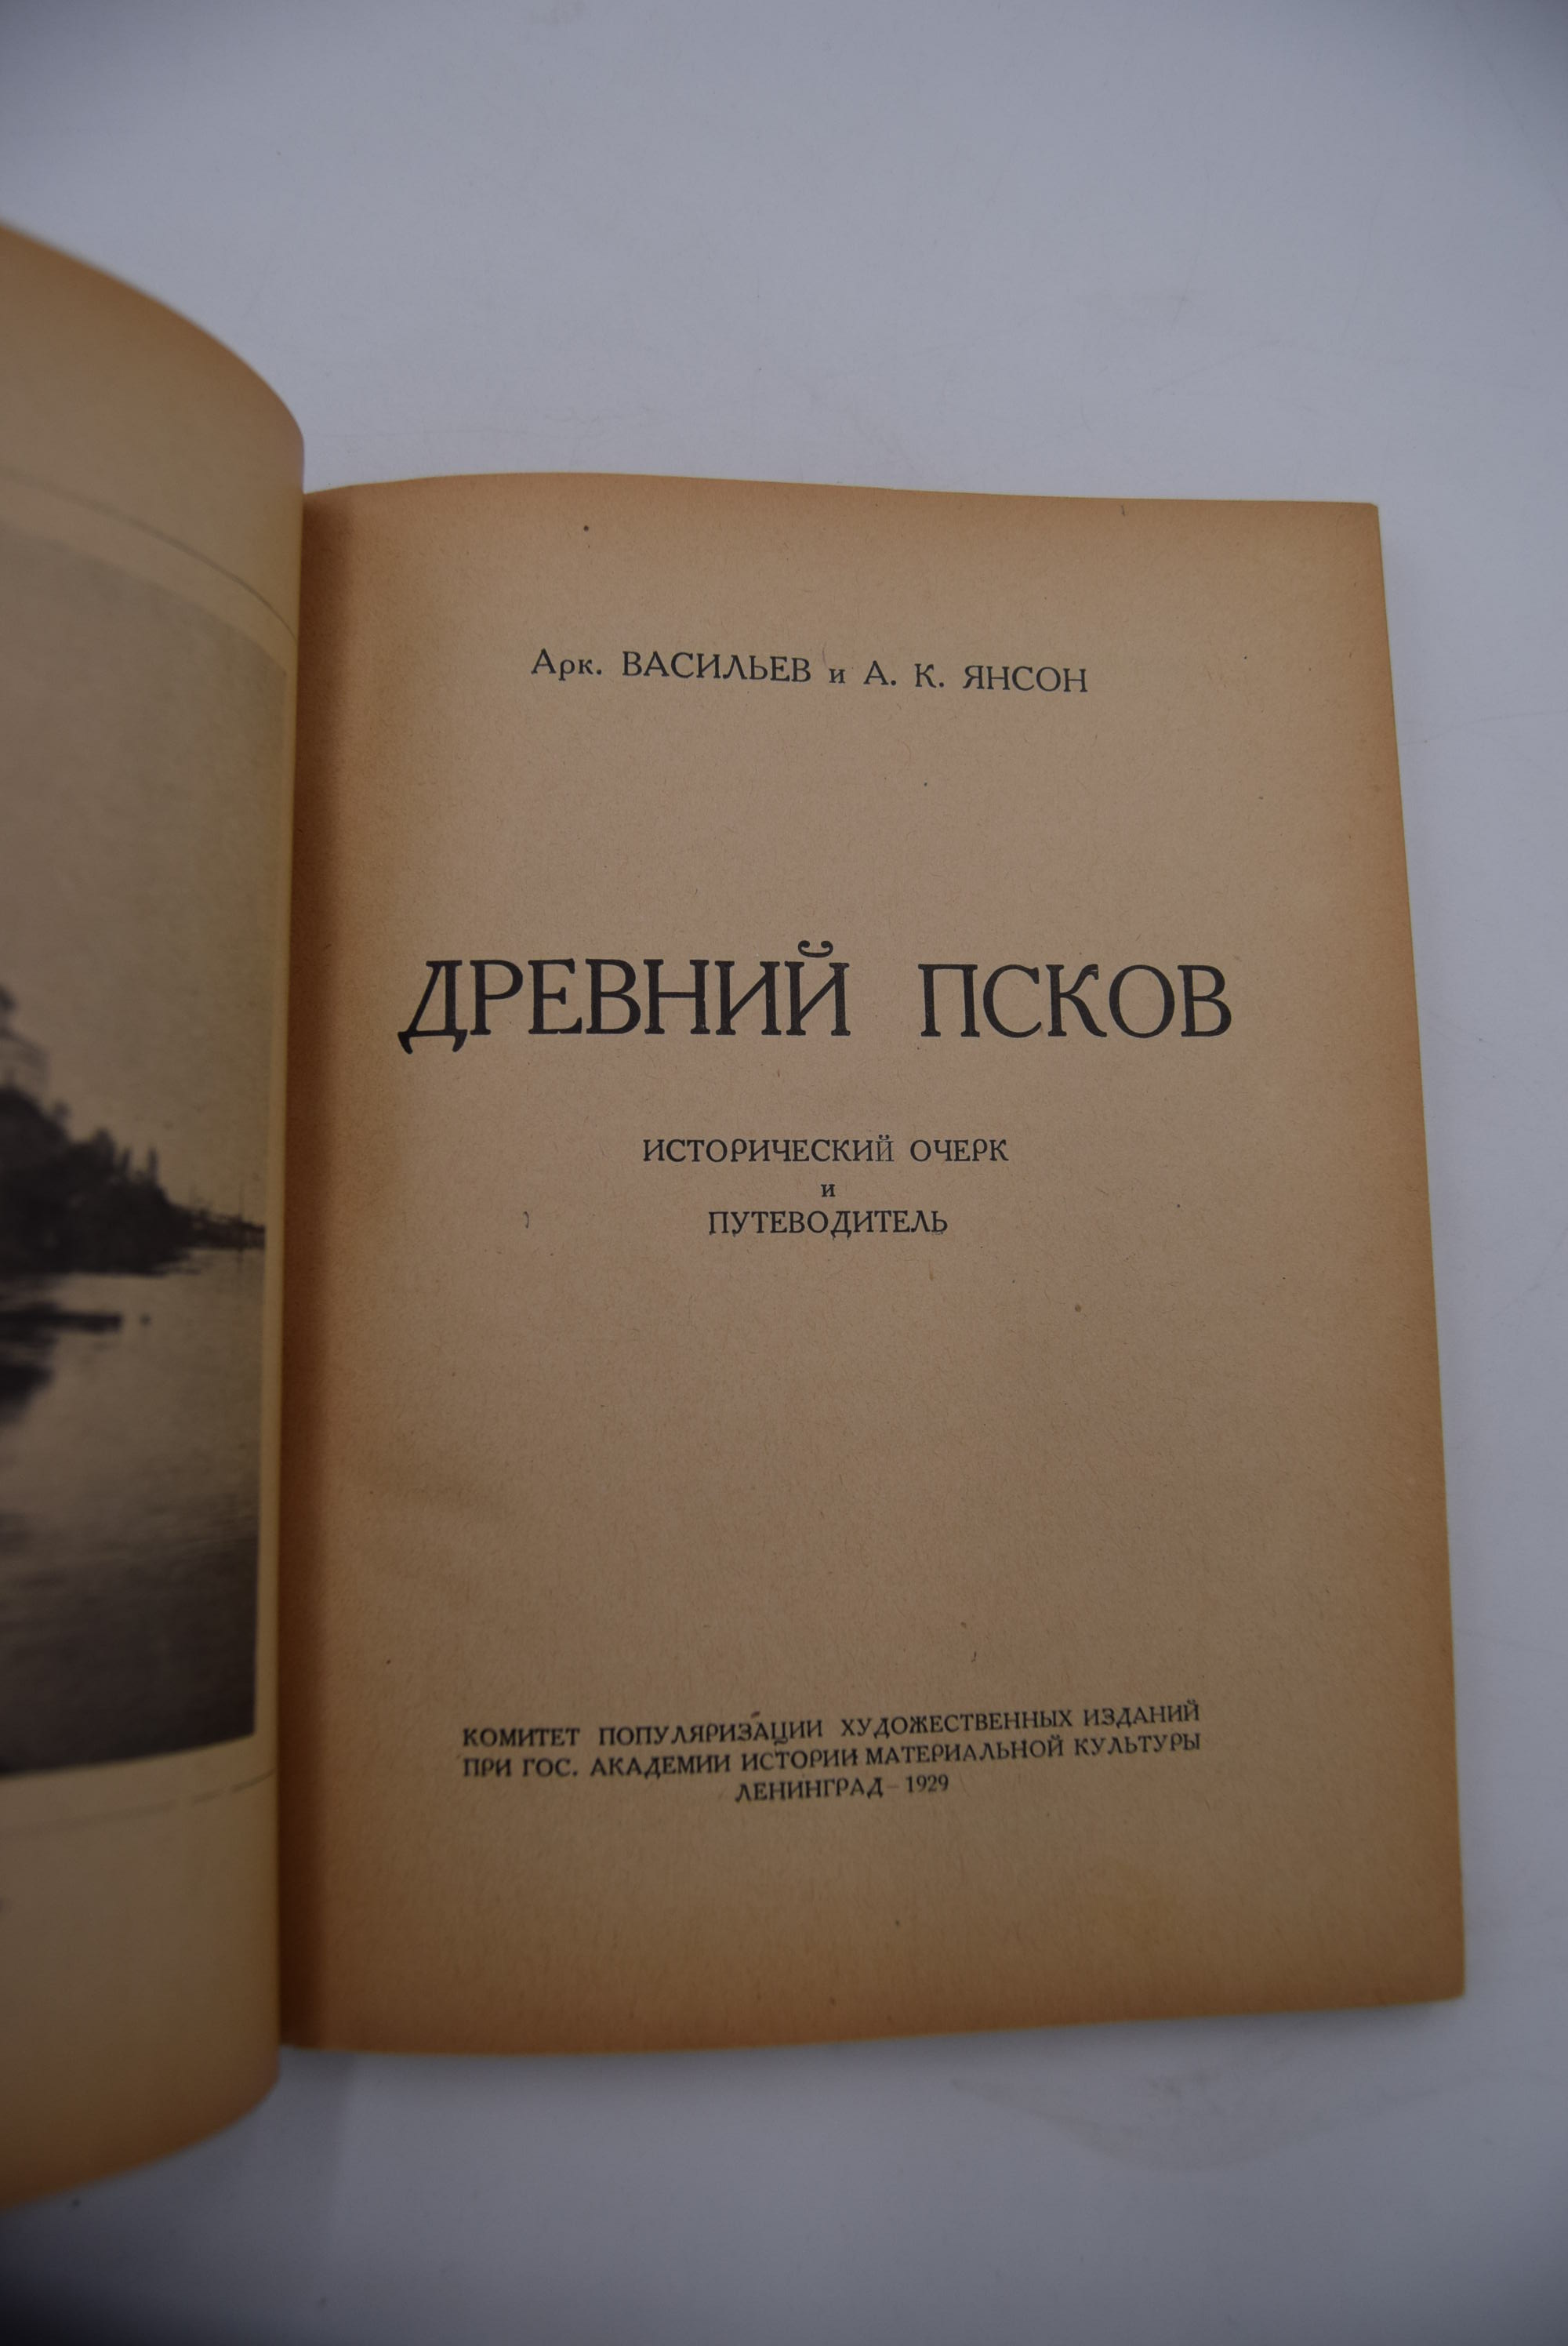 Арк. ВАСИЛЬЕВ и А. К. ЯНСОН
ДРЕВНИЙ ПСКОВ
ИСТОРИЧЕСКИЙ ОЧЕРК
и
ПУТЕВОДИТЕЛЬ
КОМИТЕТ ПОПУЛЯРИЗАЦИИ ХУДОЖЕСТВЕННЫХ ИЗДАНИЙ
ПРИ ГОС. АКАДЕМИИ ИСТОРИИ МАТЕРИАЛЬНОЙ КУЛЬТУРЫ
ЛЕНИНГРАД — 1929